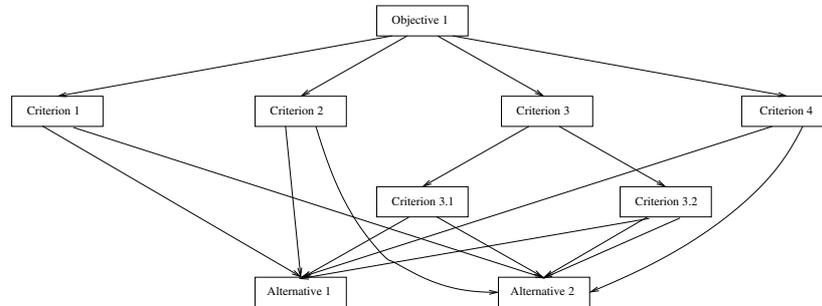 Objective 1
Criterion 1
Criterion 2
Criterion 3
Criterion 4
Criterion 3.1
Criterion 3.2
Alternative 1
Alternative 2